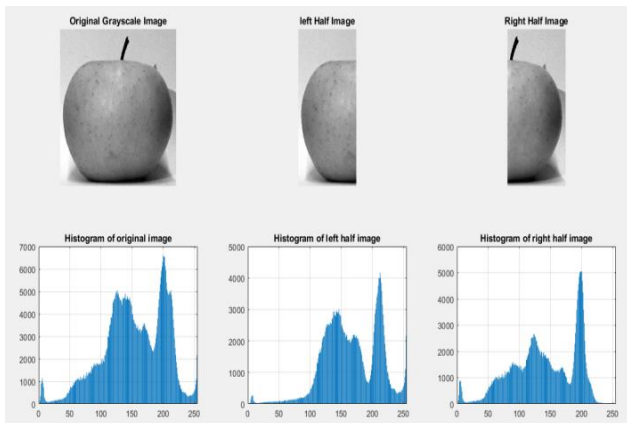 Original Grayscale Image
left Half Image
Right Half Image
Histogram of original image
7000
6000
5000
4000
3000
2000
1000
0
0 50 100 150 200 250
Histogram of left half image
5000
4000
3000
2000
1000
0
0 50 100 150 200 250
Histogram of right half image
6000
5000
4000
3000
2000
1000
0
0 50 100 150 200 250